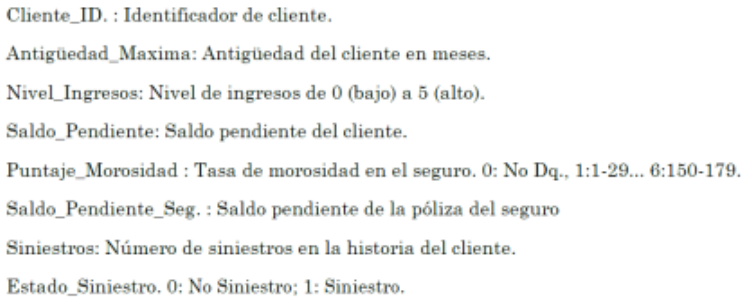 Cliente_ID. : Identificador de cliente.
Antigüedad_Maxima: Antigüedad del cliente en meses.
Nivel_Ingresos: Nivel de ingresos de 0 (bajo) a 5 (alto).
Saldo_Pendiente: Saldo pendiente del cliente.
Puntaje_Morosidad : Tasa de morosidad en el seguro. 0: No Dq., 1:1-29... 6:150-179.
Saldo_Pendiente_Seg. : Saldo pendiente de la póliza del seguro
Siniestros: Número de siniestros en la historia del cliente.
Estado_Siniestro. 0: No Siniestro; 1: Siniestro.